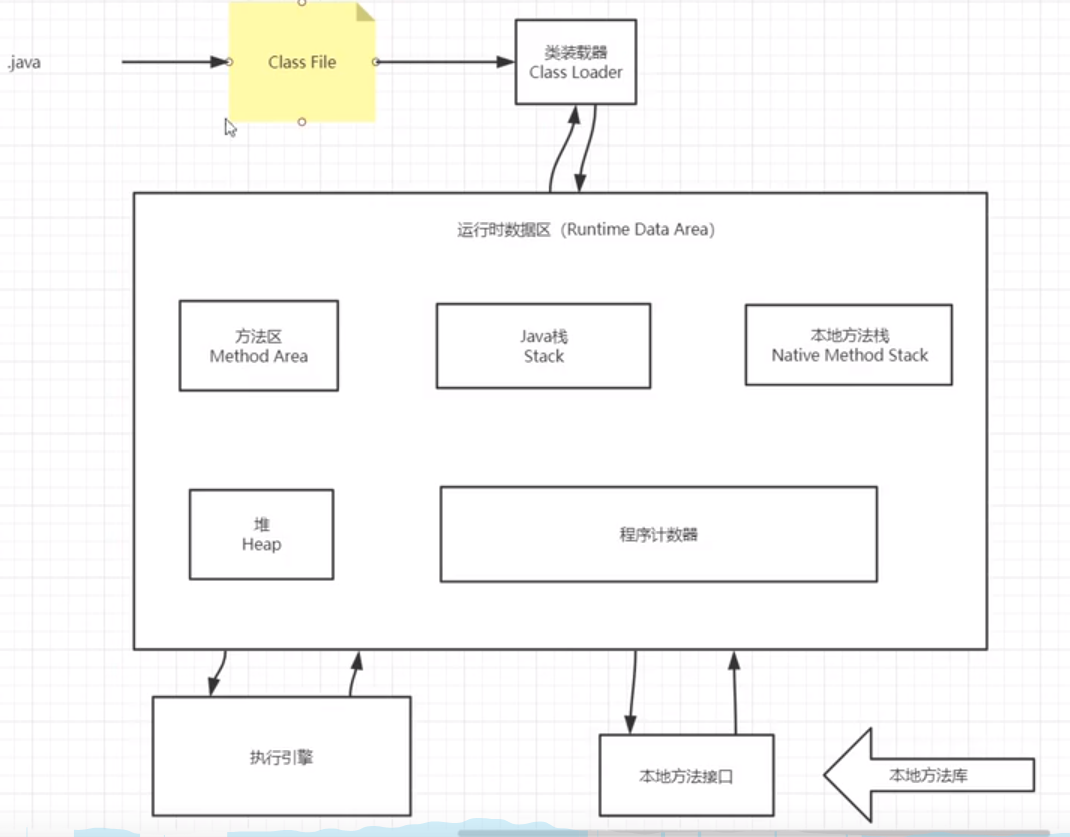 .java
Class File
类装载器
Class Loader
运行时数据区（Runtime Data Area）
方法区
Method Area
Java栈
Stack
本地方法栈
Native Method Stack
堆
Heap
程序计数器
执行引擎
本地方法接口
本地方法库